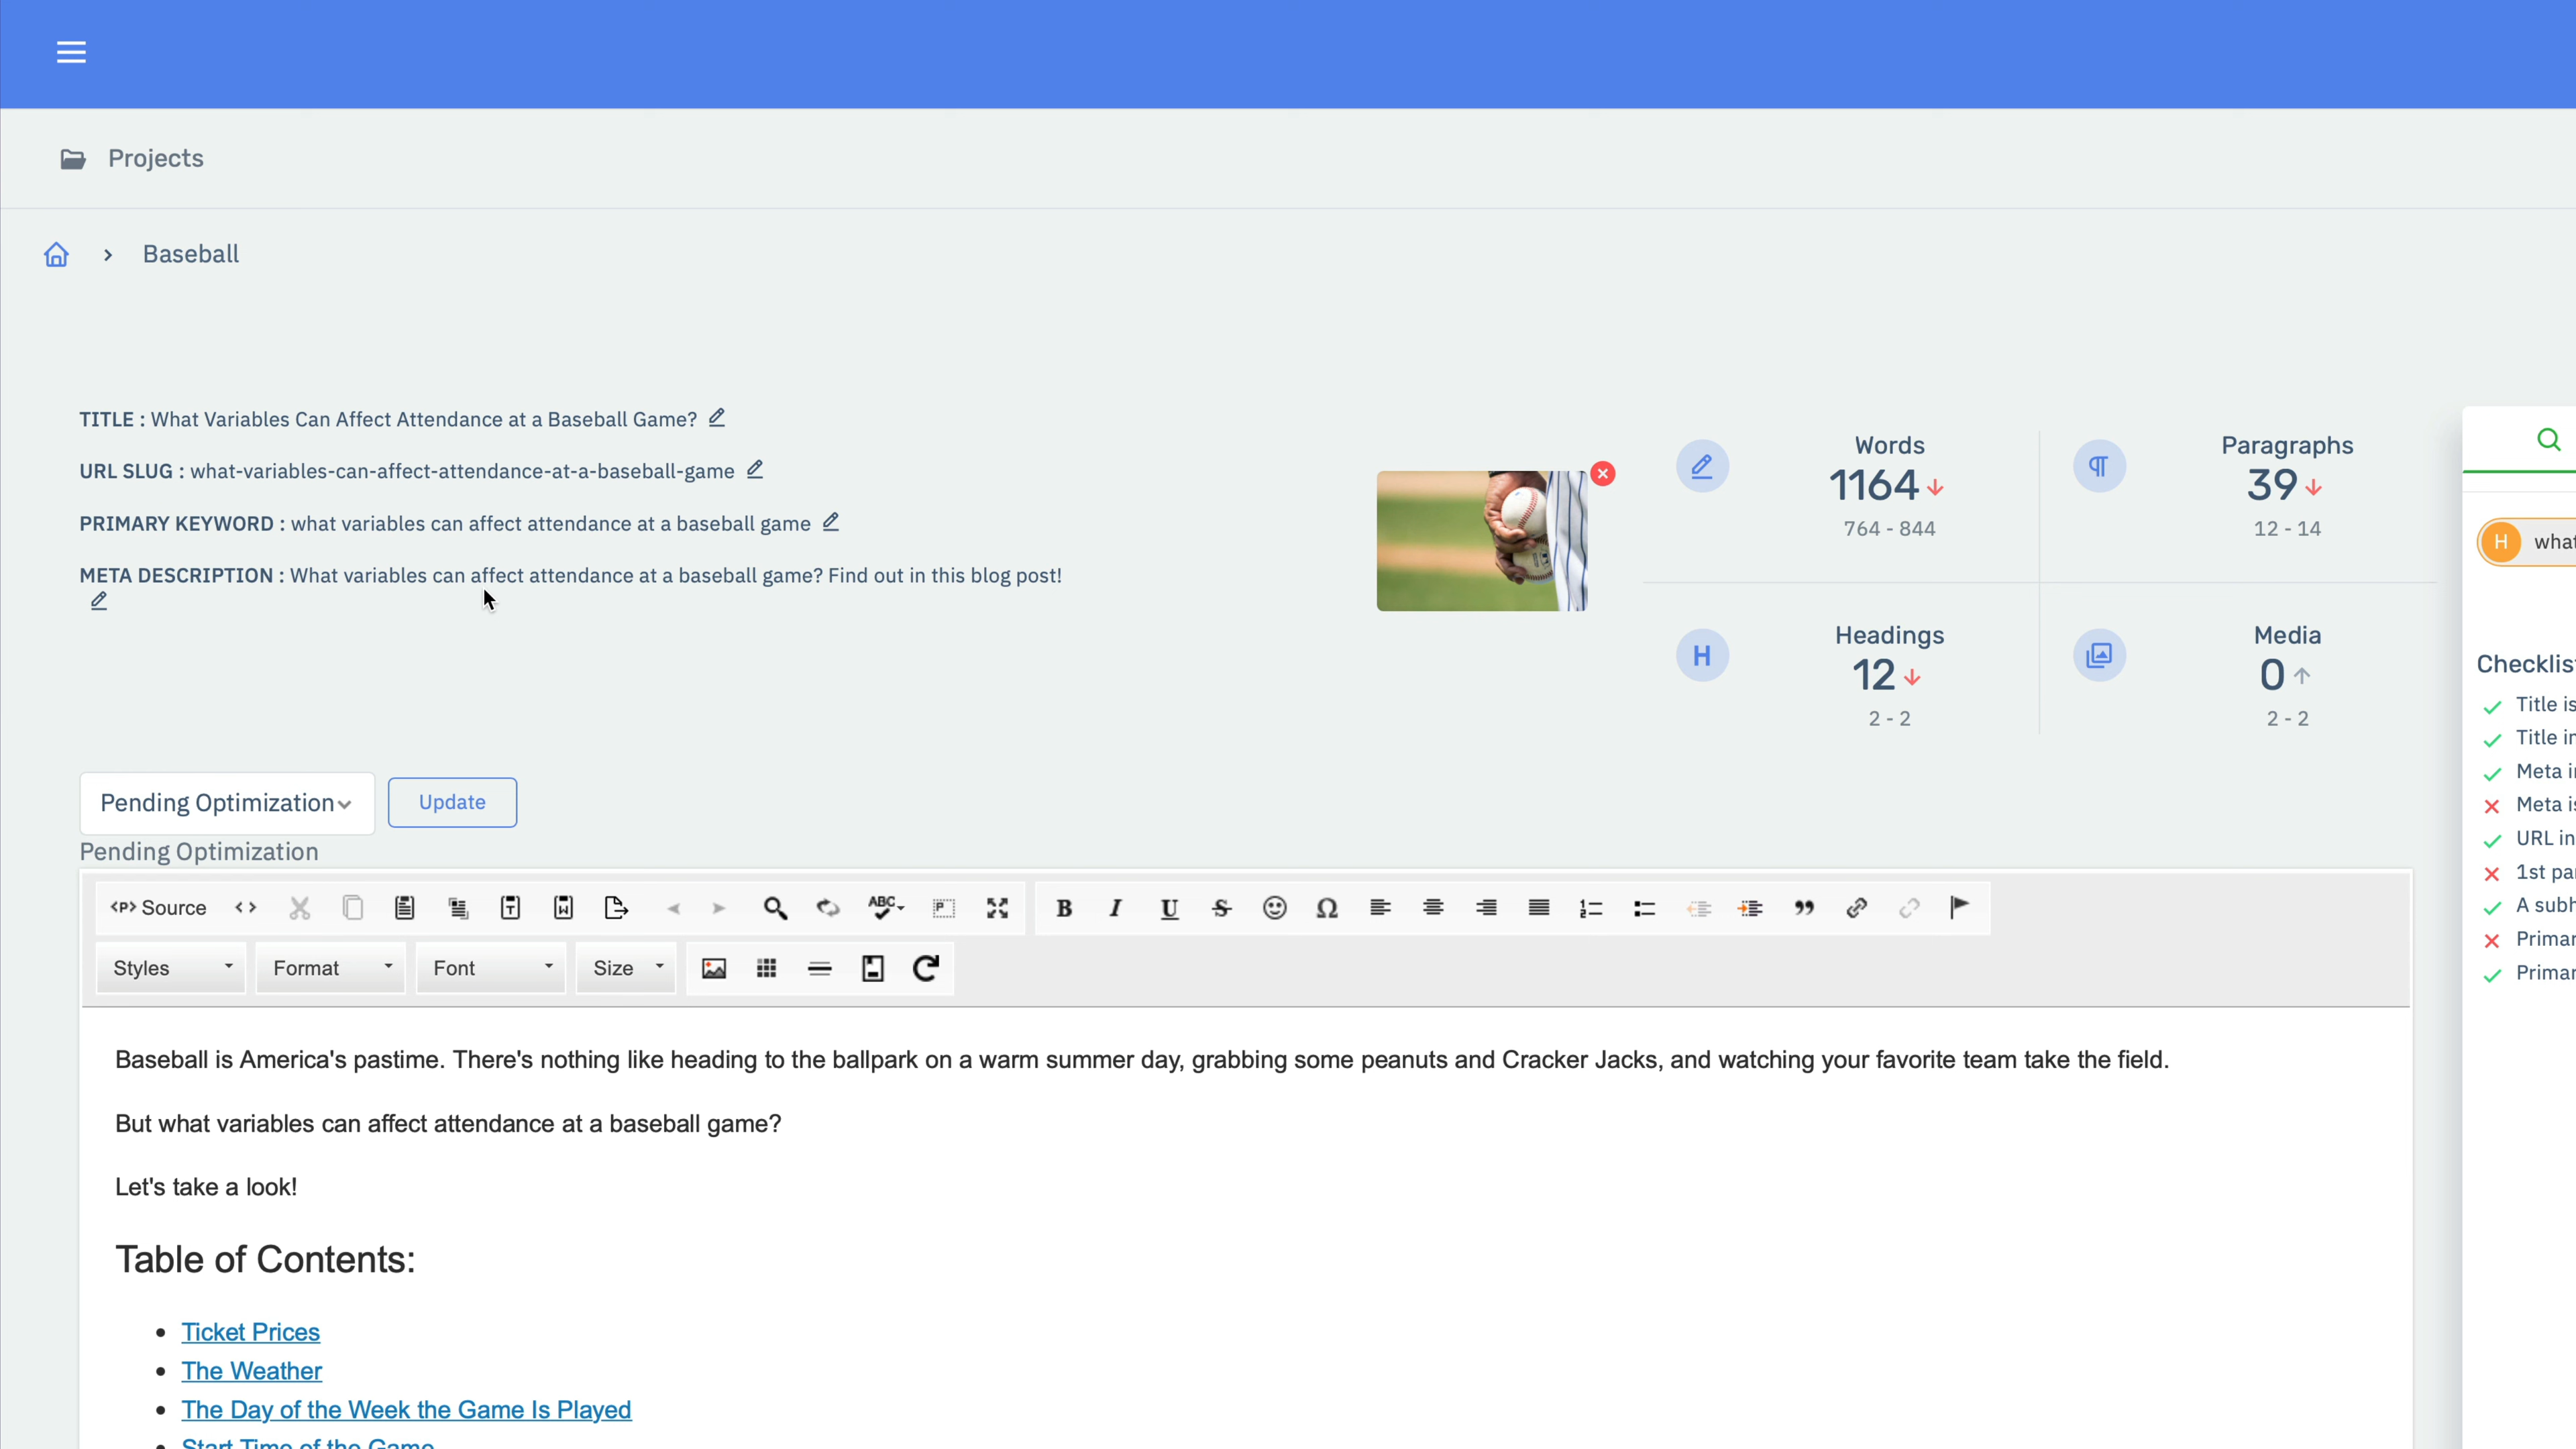 Projects
Baseball
TITLE : What Variables Can Affect Attendance at a Baseball Game?
URL SLUG : what-variables-can-affect-attendance-at-a-baseball-game
PRIMARY KEYWORD : what variables can affect attendance at a baseball game
META DESCRIPTION : What variables can affect attendance at a baseball game? Find out in this blog post!
Words
1164
764 - 844
Paragraphs
39
12 - 14
H
Headings
12
2 - 2
Media
0
2 - 2
Pending Optimization
Update
Pending Optimization
Source
ABC
B I U S
Styles
Format
Font
Size
Baseball is America's pastime. There's nothing like heading to the ballpark on a warm summer day, grabbing some peanuts and Cracker Jacks, and watching your favorite team take the field.
But what variables can affect attendance at a baseball game?
Let's take a look!
Table of Contents:
Ticket Prices
The Weather
The Day of the Week the Game Is Played
Start Time of the Game
H what
Checklis
Title is
Title in
Meta i
Meta is
URL in
1st pa
A subh
Primar
Primar